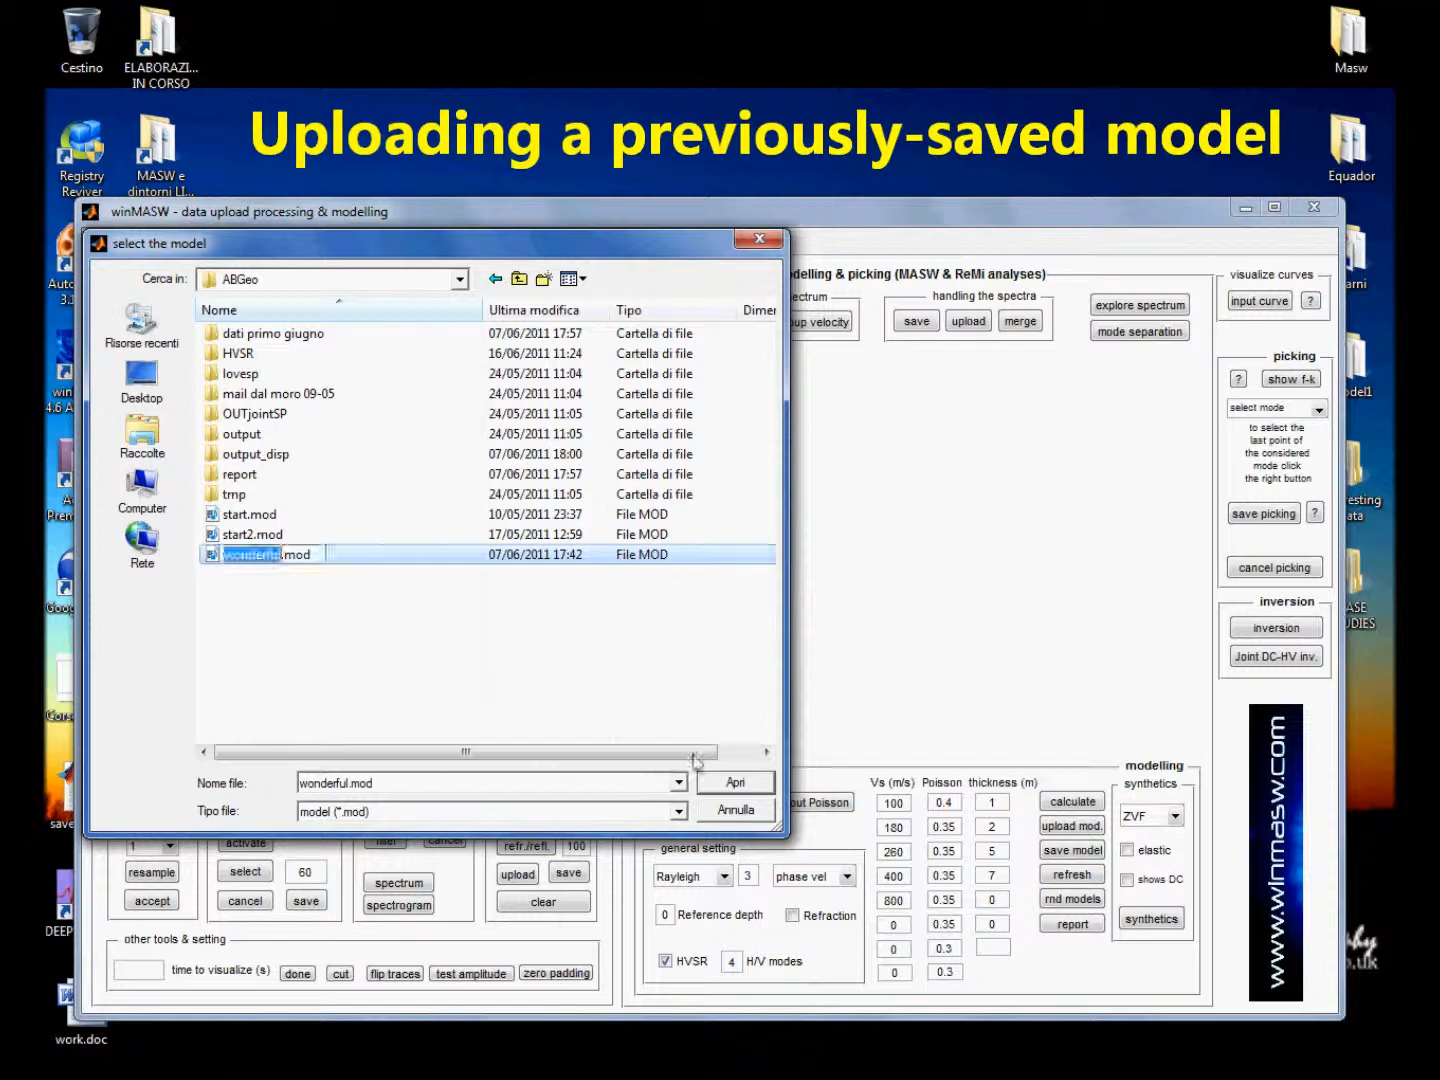 Cestino
ELABORAZI...
IN CORSO
Masw
Uploading a previously-saved model
Registry
Reviver
MASW e
dintorni LI...
Equador
winMASW - data upload processing & modelling
select the model
Cerca in:
ABGeo
Nome
Ultima modifica
Tipo
Dimer
dati primo giugno 07/06/2011 17:57 Cartella di file
HVSR 16/06/2011 11:24 Cartella di file
lovesp 24/05/2011 11:04 Cartella di file
mail dal moro 09-05 24/05/2011 11:04 Cartella di file
OUTjointSP 24/05/2011 11:05 Cartella di file
output 24/05/2011 11:05 Cartella di file
output_disp 07/06/2011 18:00 Cartella di file
report 07/06/2011 17:57 Cartella di file
tmp 24/05/2011 11:05 Cartella di file
start.mod 10/05/2011 23:37 File MOD
start2.mod 17/05/2011 12:59 File MOD
wonderful.mod 07/06/2011 17:42 File MOD
Risorse recenti
Desktop
Raccolte
Computer
Rete
Nome file:
wonderful.mod
Apri
Tipo file:
model (*.mod)
Annulla
delling & picking (MASW & ReMi analyses)
ectrum
oup velocity
handling the spectra
save
upload
merge
explore spectrum
mode separation
visualize curves
input curve
?
picking
?
show f-k
select mode
to select the
last point of
the considered
mode click
the right button
save picking
?
cancel picking
inversion
inversion
Joint DC-HV inv.
www.winmasw.com
modelling
out Poisson
Vs (m/s) Poisson thickness (m)
100 0.4 1
180 0.35 2
260 0.35 5
400 0.35 7
800 0.35 0
0 0.35 0
0 0.3
0 0.3
calculate
upload mod.
save model
refresh
rnd models
report
synthetics
ZVF
elastic
shows DC
synthetics
general setting
Rayleigh
3
phase vel
0
Reference depth
Refraction
HVSR
4
H/V modes
1
resample
accept
activate
select
60
cancel
save
filter
cancel
spectrum
spectrogram
refr./refl.
100
upload
save
clear
other tools & setting
time to visualize (s)
done
cut
flip traces
test amplitude
zero padding
work.doc